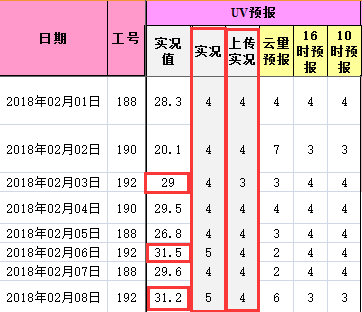 日期 工号 UV预报
实况值 实况 上传实况 云量预报 16时预报 10时预报
2018年02月01日 188 28.3 4 4 4 4 4
2018年02月02日 190 20.1 4 4 7 3 3
2018年02月03日 192 29 4 3 3 4 4
2018年02月04日 190 29.5 4 4 4 4 4
2018年02月05日 188 26.8 4 4 3 4 4
2018年02月06日 192 31.5 5 4 2 4 4
2018年02月07日 188 29.6 4 4 2 4 4
2018年02月08日 192 31.2 5 4 6 3 3